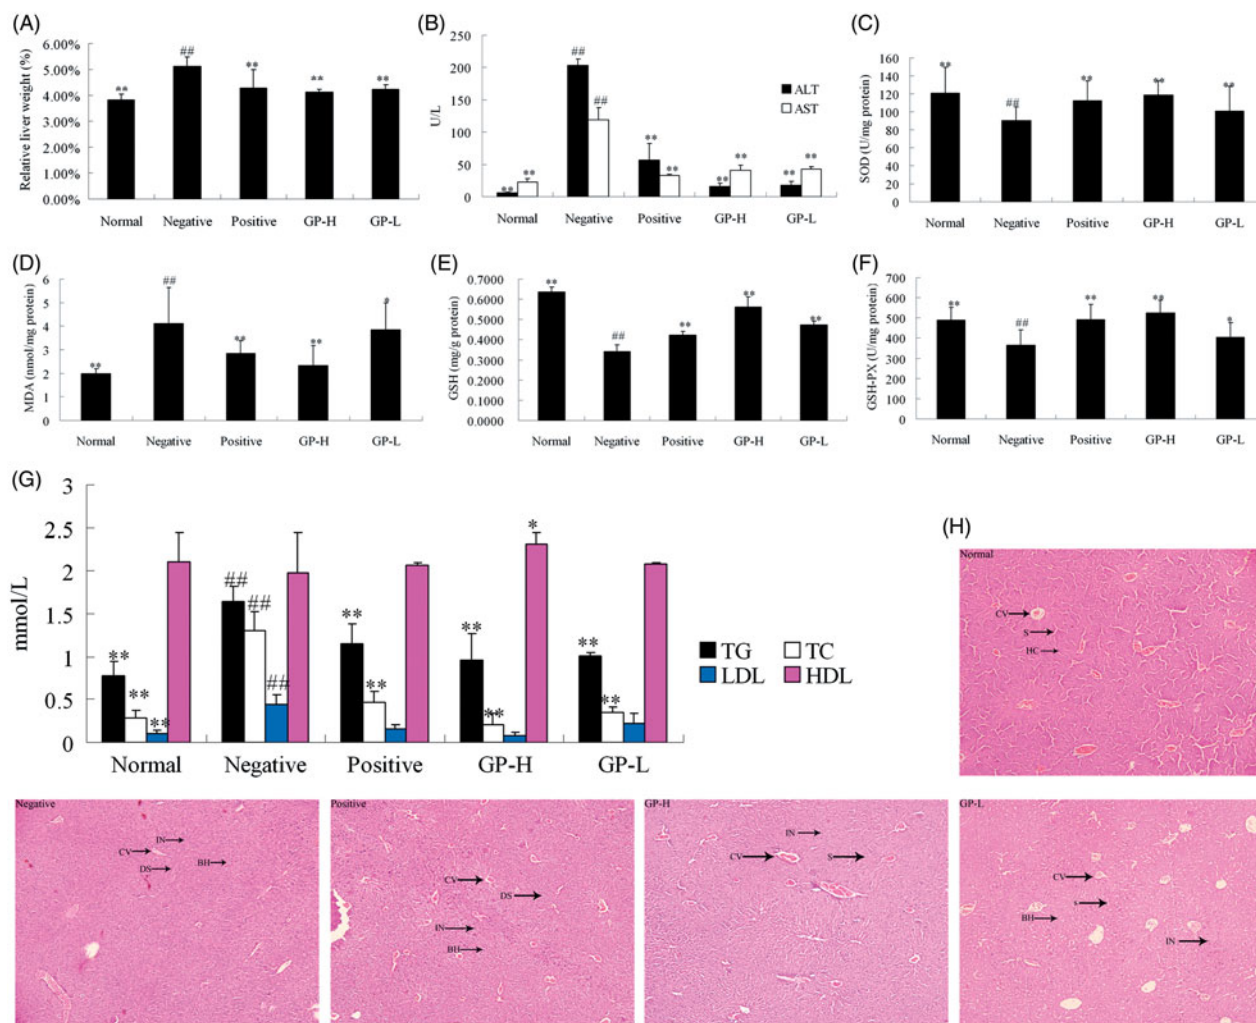 (A)
Relative liver weight (%)
6.00%
5.00%
4.00%
3.00%
2.00%
1.00%
0.00%
** ## ** ** **
Normal Negative Positive GP-H GP-L
(B)
U/L
250
200
150
100
50
0
** ** ## ## ** ** ** ** ** **
ALT
AST
Normal Negative Positive GP-H GP-L
(C)
SOD (U/mg protein)
160
140
120
100
80
60
40
20
0
** ## ** ** **
Normal Negative Positive GP-H GP-L
(D)
MDA (nmol/mg protein)
6
5
4
3
2
1
0
** ## ** ** *
Normal Negative Positive GP-H GP-L
(E)
GSH (mg/g protein)
0.7000
0.6000
0.5000
0.4000
0.3000
0.2000
0.1000
0.0000
** ## ** ** **
Normal Negative Positive GP-H GP-L
(F)
GSH-PX (U/mg protein)
700
600
500
400
300
200
100
0
** ## ** ** *
Normal Negative Positive GP-H GP-L
(G)
mmol/L
3
2.5
2
1.5
1
0.5
0
** ** ** ## ## ## ** ** ** ** * ** **
Normal Negative Positive GP-H GP-L
TG TC
LDL HDL
(H)
Normal
CV
S
HC
Negative
IN
CV
BH
DS
Positive
CV
DS
IN
BH
GP-H
IN
CV
S
GP-L
CV
s
BH
IN